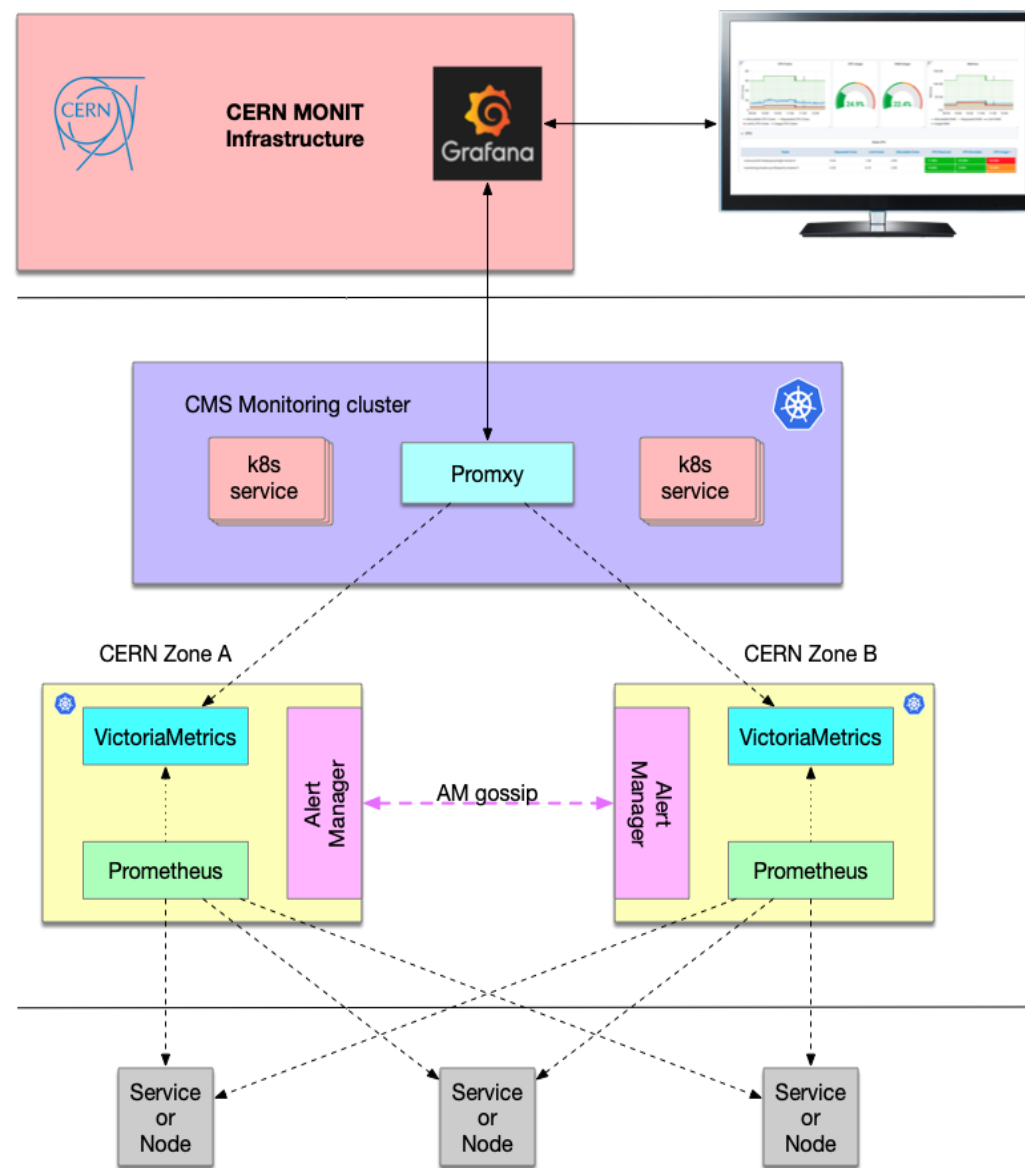 CERN
CERN MONIT
Infrastructure
Grafana
24.9%
22.4%
CMS Monitoring cluster
k8s
service
Promxy
k8s
service
CERN Zone A
CERN Zone B
VictoriaMetrics
Alert
Manager
Prometheus
AM gossip
Alert
Manager
VictoriaMetrics
Prometheus
Service
or
Node
Service
or
Node
Service
or
Node